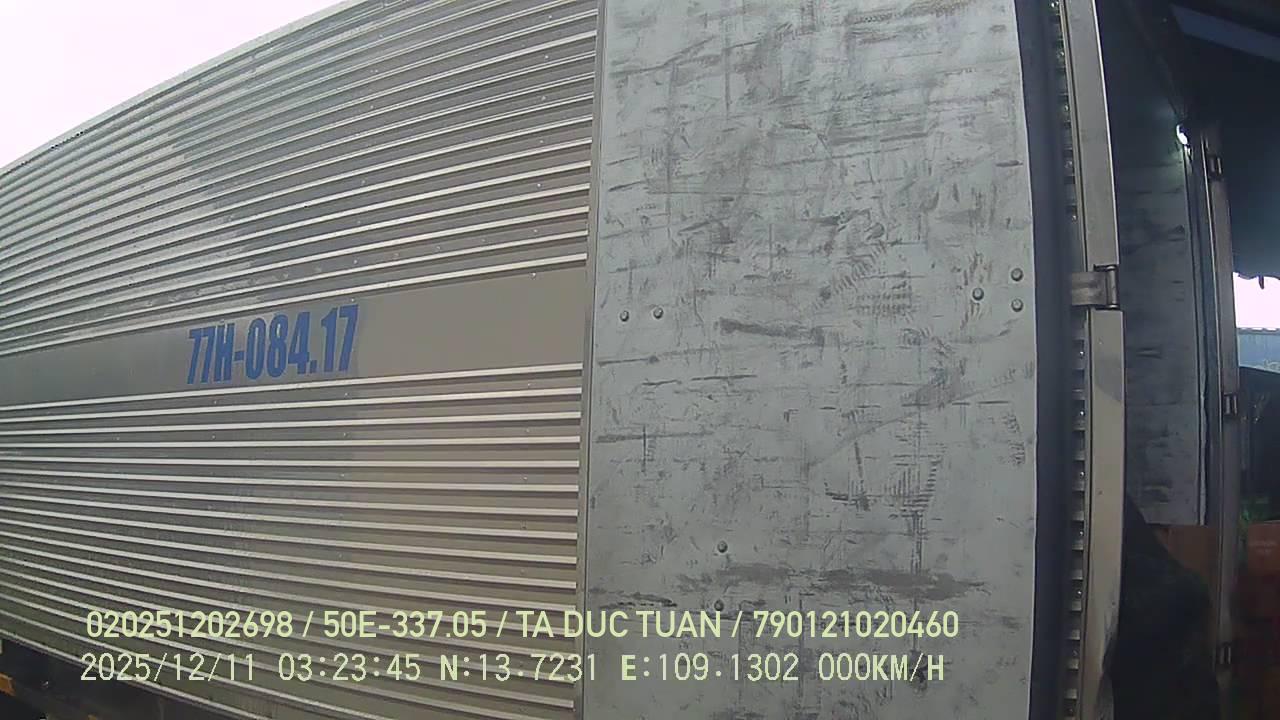 77H-084.17
020251202698 / 50E-337.05 / TA DUC TUAN / 790121020460
2025/12/11 03:23:45 N:13.7231 E:109.1302 000KM/H